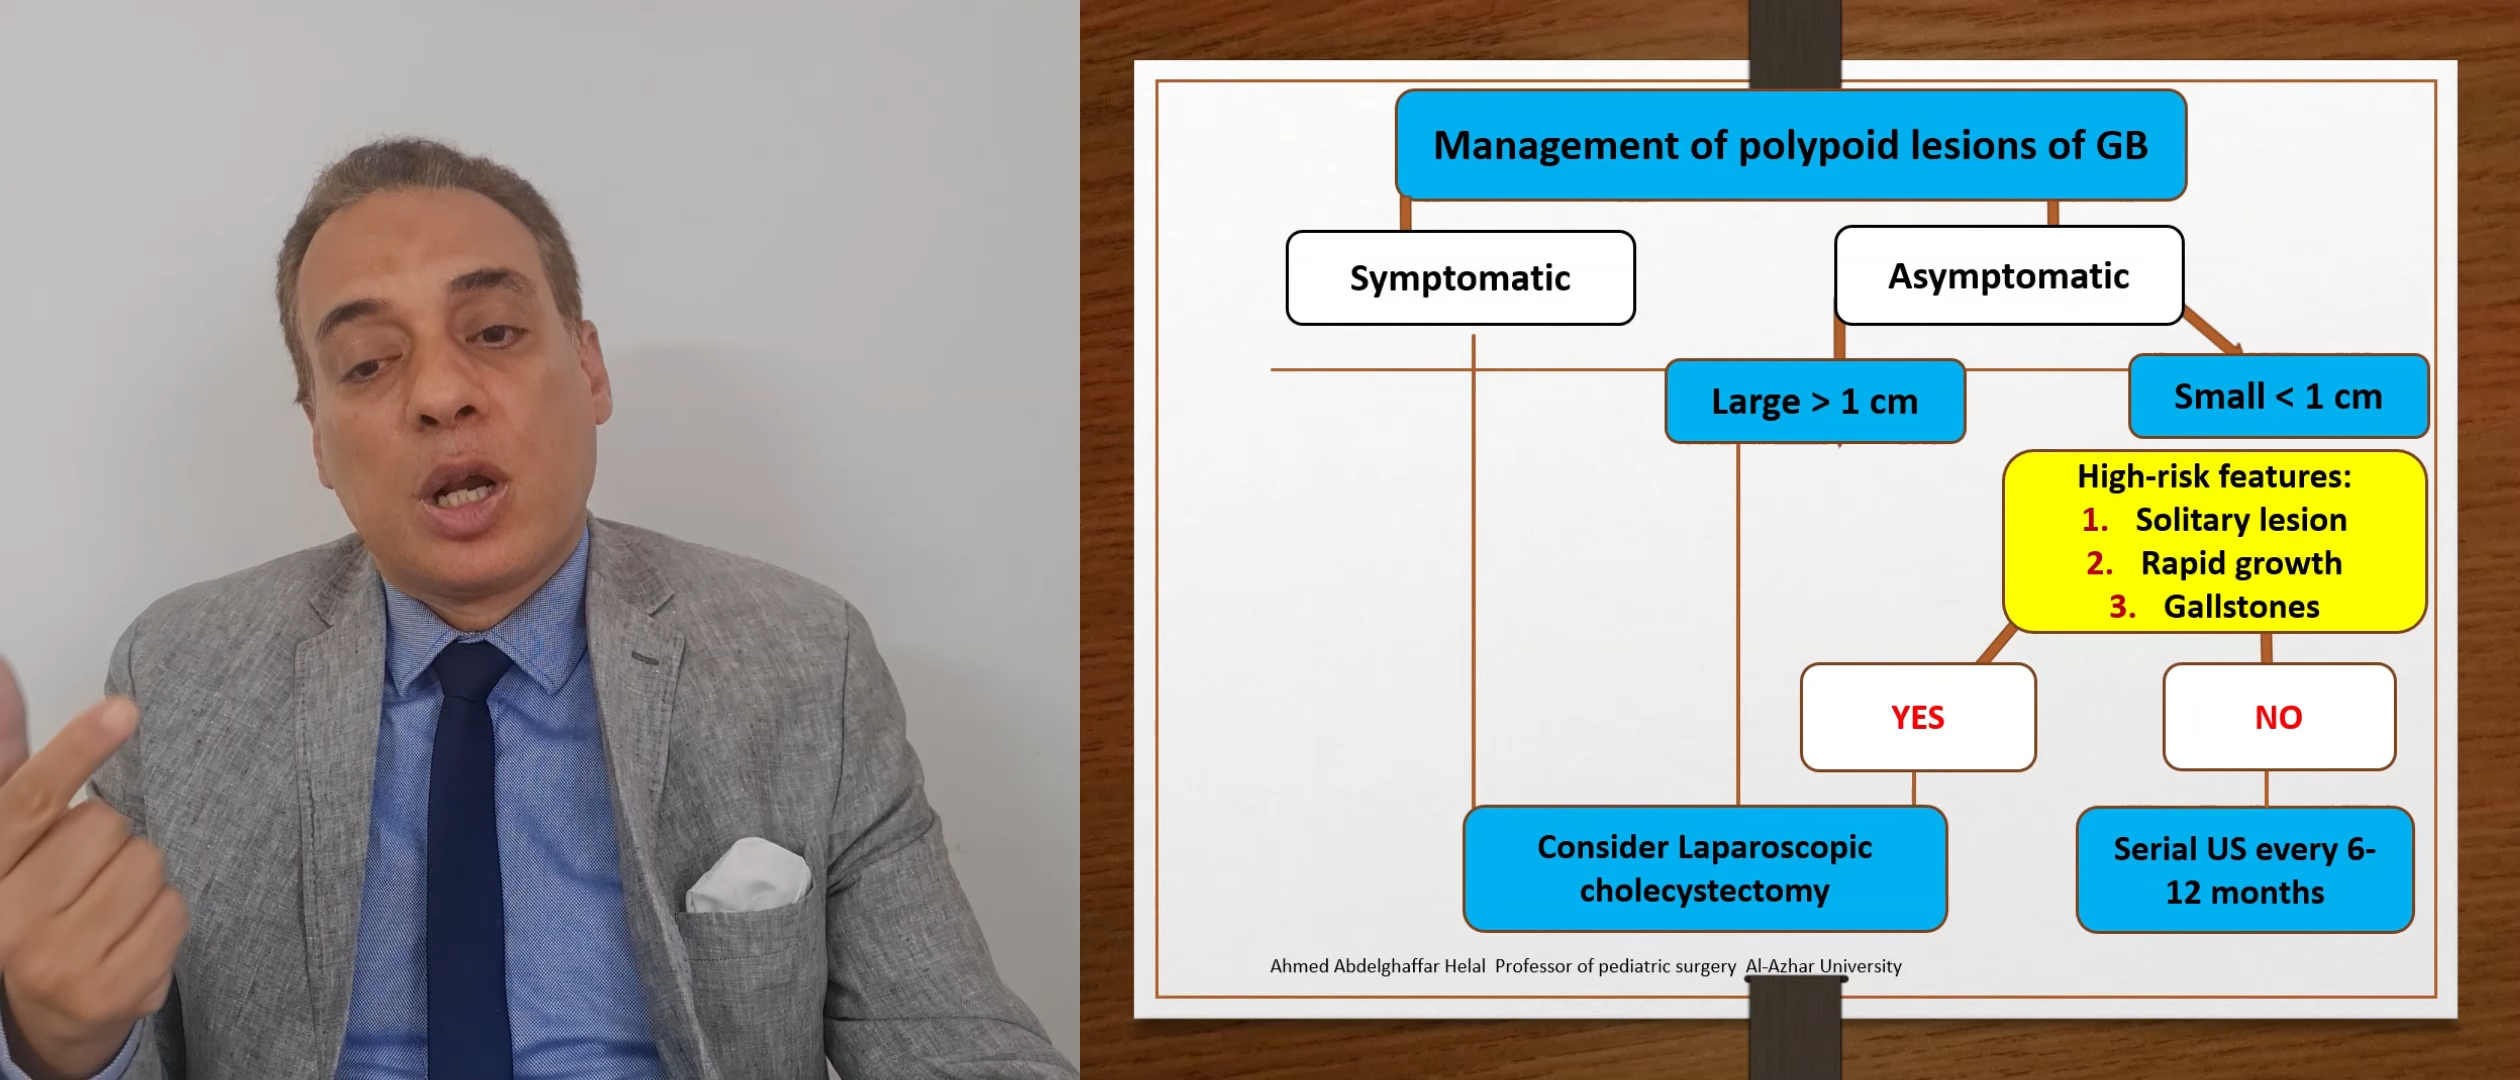 Management of polypoid lesions of GB
Symptomatic
Asymptomatic
Large > 1 cm
Small < 1 cm
High-risk features:
1. Solitary lesion
2. Rapid growth
3. Gallstones
YES
NO
Consider Laparoscopic
cholecystectomy
Serial US every 6-
12 months
Ahmed Abdelghaffar Helal Professor of pediatric surgery Al-Azhar University